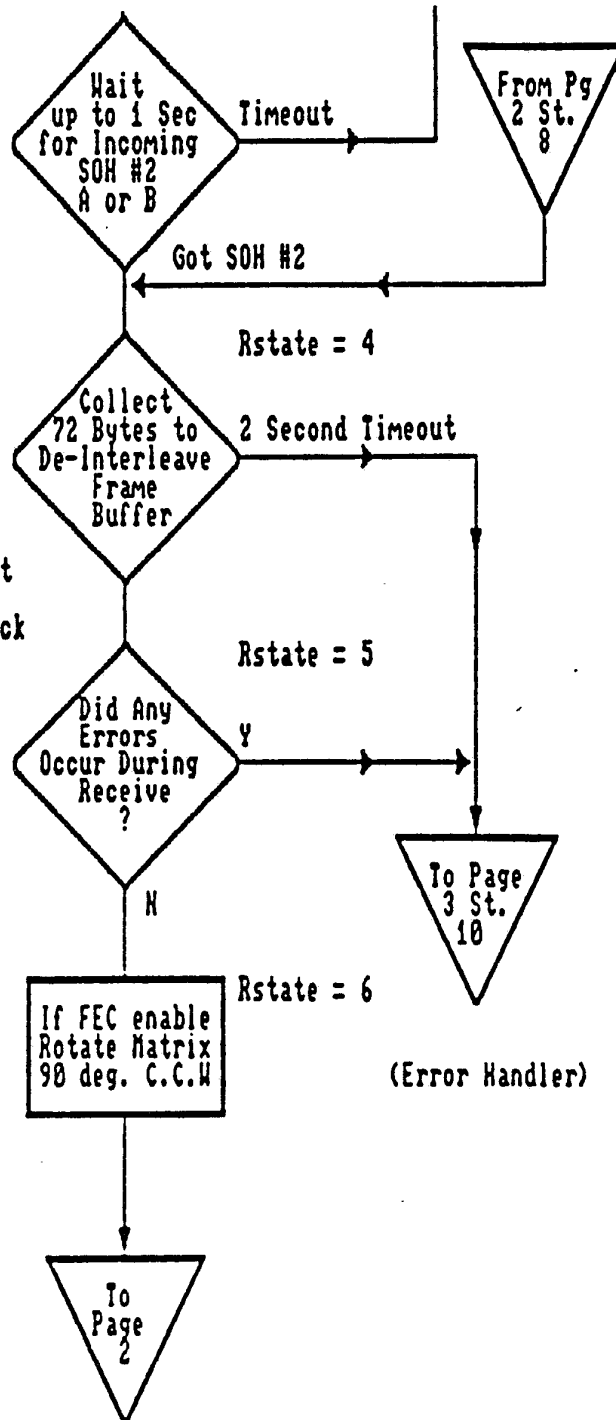 Wait
up to 1 Sec
for Incoming
SOH #2
A or B
Timeout
From Pg
2 St.
8
Got SOH #2
Rstate = 4
Collect
72 Bytes to
De-Interleave
Frame
Buffer
2 Second Timeout
t
ck
Rstate = 5
Did Any
Errors
Occur During
Receive
?
Y
To Page
3 St.
10
N
Rstate = 6
If FEC enable
Rotate Matrix
90 deg. C.C.W
(Error Handler)
To
Page
2